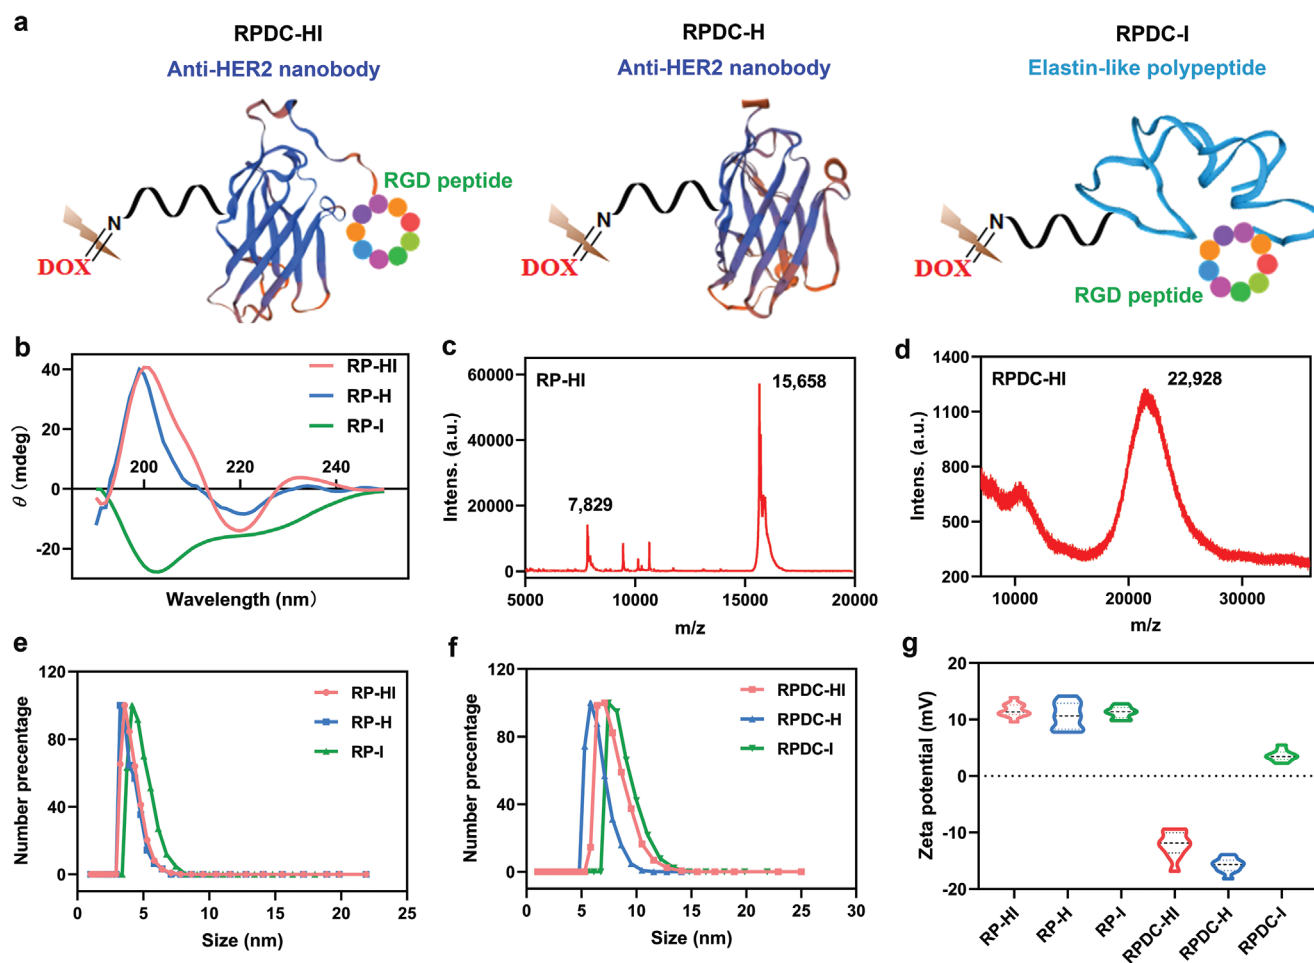 a
RPDC-HI
Anti-HER2 nanobody
RGD peptide
N
DOX
RPDC-H
Anti-HER2 nanobody
N
DOX
RPDC-I
Elastin-like polypeptide
N
DOX
RGD peptide
b
40
20
0
-20
θ (mdeg)
200
220
240
RP-HI
RP-H
RP-I
Wavelength (nm）
c
60000
40000
20000
0
Intens. (a.u.)
RP-HI
15,658
7,829
5000
10000
15000
20000
m/z
d
1400
1100
800
500
200
Intens. (a.u.)
RPDC-HI
22,928
10000
20000
30000
m/z
e
120
80
40
0
Number precentage
RP-HI
RP-H
RP-I
0
5
10
15
20
25
Size (nm)
f
120
80
40
0
Number precentage
RPDC-HI
RPDC-H
RPDC-I
0
5
10
15
20
25
30
Size (nm)
g
20
10
0
-10
-20
Zeta potential (mV)
RP-HI
RP-H
RP-I
RPDC-HI
RPDC-H
RPDC-I